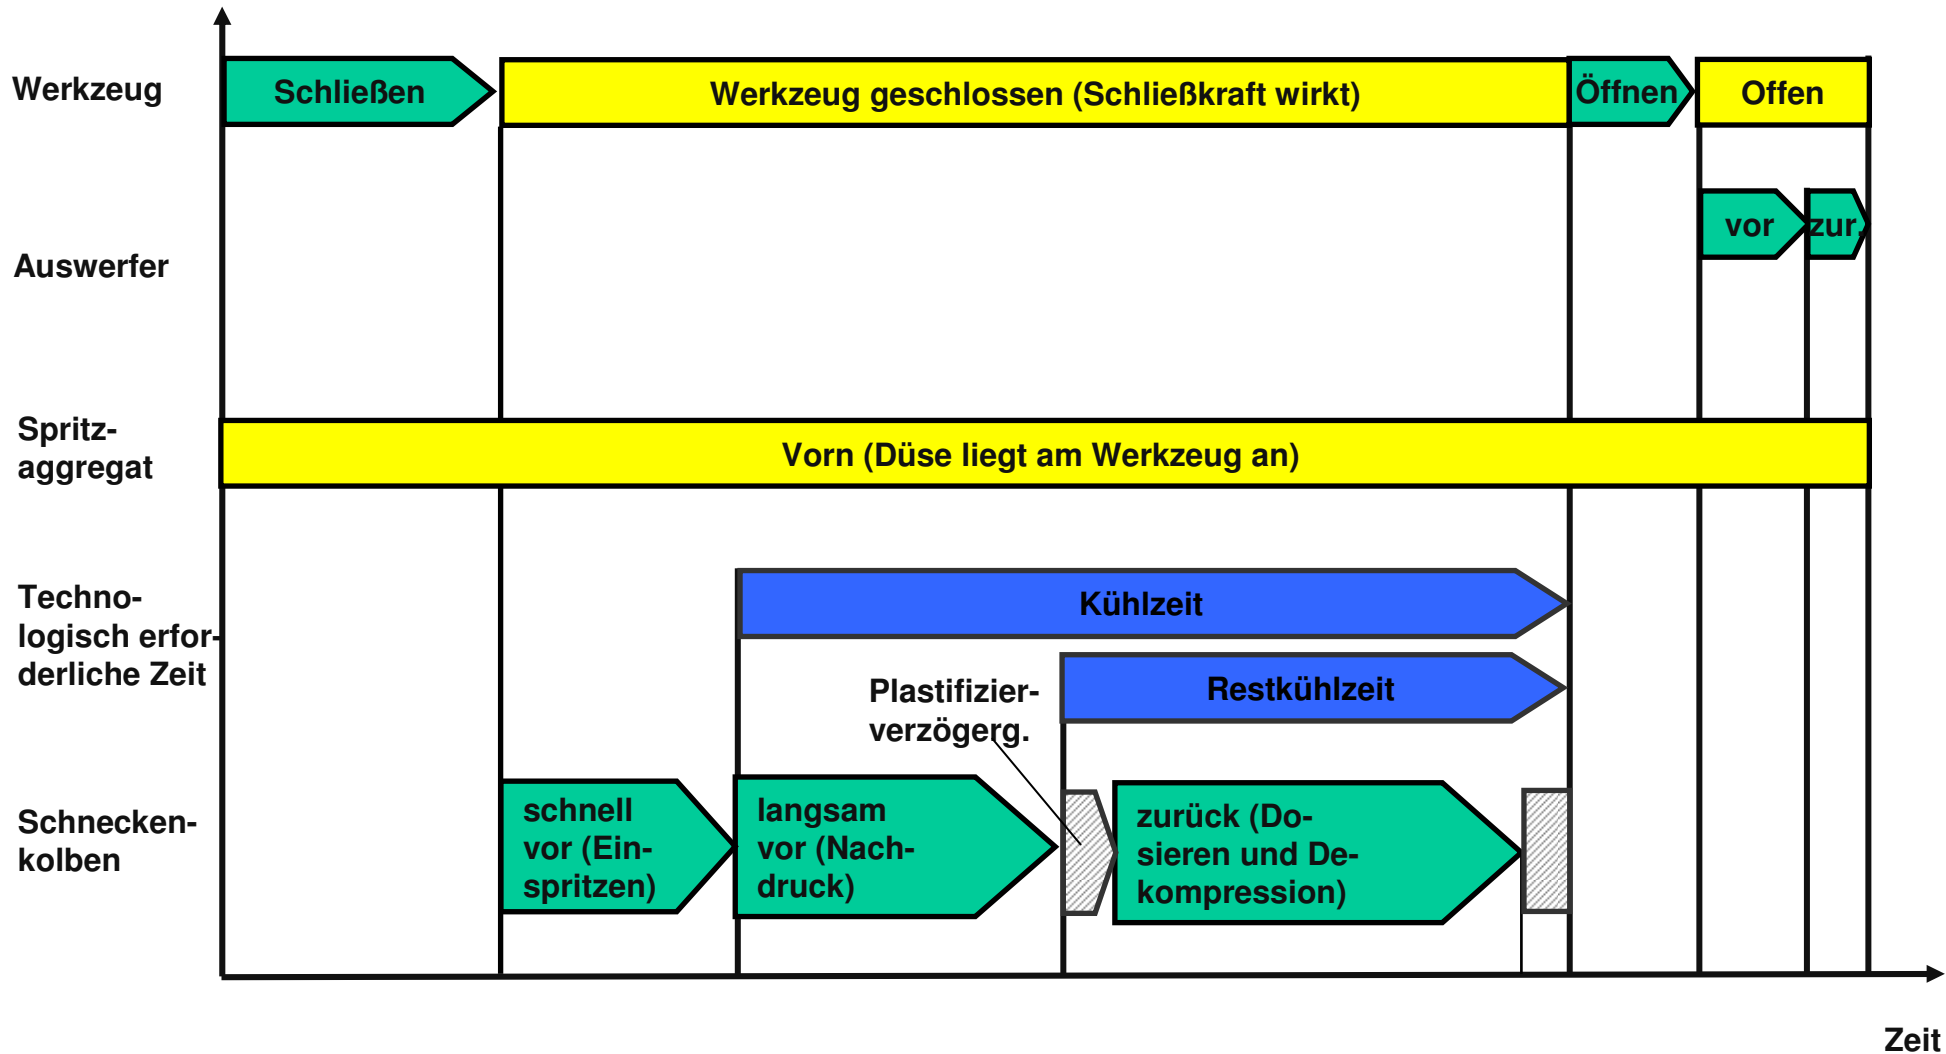 Werkzeug
Schließen
Werkzeug geschlossen (Schließkraft wirkt)
Öffnen
Offen
Auswerfer
vor
zur.
Spritz-
aggregat
Vorn (Düse liegt am Werkzeug an)
Techno-
logisch erfor-
derliche Zeit
Kühlzeit
Restkühlzeit
Plastifizier-
verzögerg.
Schnecken-
kolben
schnell
vor (Ein-
spritzen)
langsam
vor (Nach-
druck)
zurück (Do-
sieren und De-
kompression)
Zeit